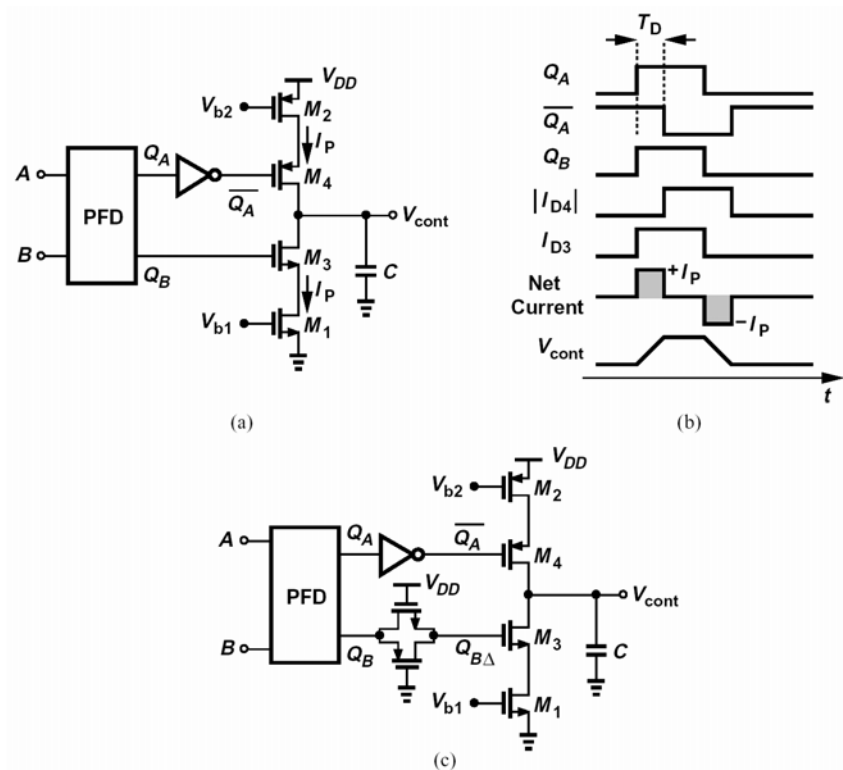 V_DD
V_b2
M_2
I_P
Q_A
A
M_4
\overline{Q_A}
PFD
V_cont
B
Q_B
M_3
C
I_P
V_b1
M_1
(a)
T_D
Q_A
\overline{Q_A}
Q_B
|I_D4|
I_D3
Net
Current
+I_P
−I_P
V_cont
t
(b)
V_DD
V_b2
M_2
A
Q_A
\overline{Q_A}
M_4
PFD
V_DD
V_cont
B
Q_B
Q_BΔ
M_3
C
V_b1
M_1
(c)